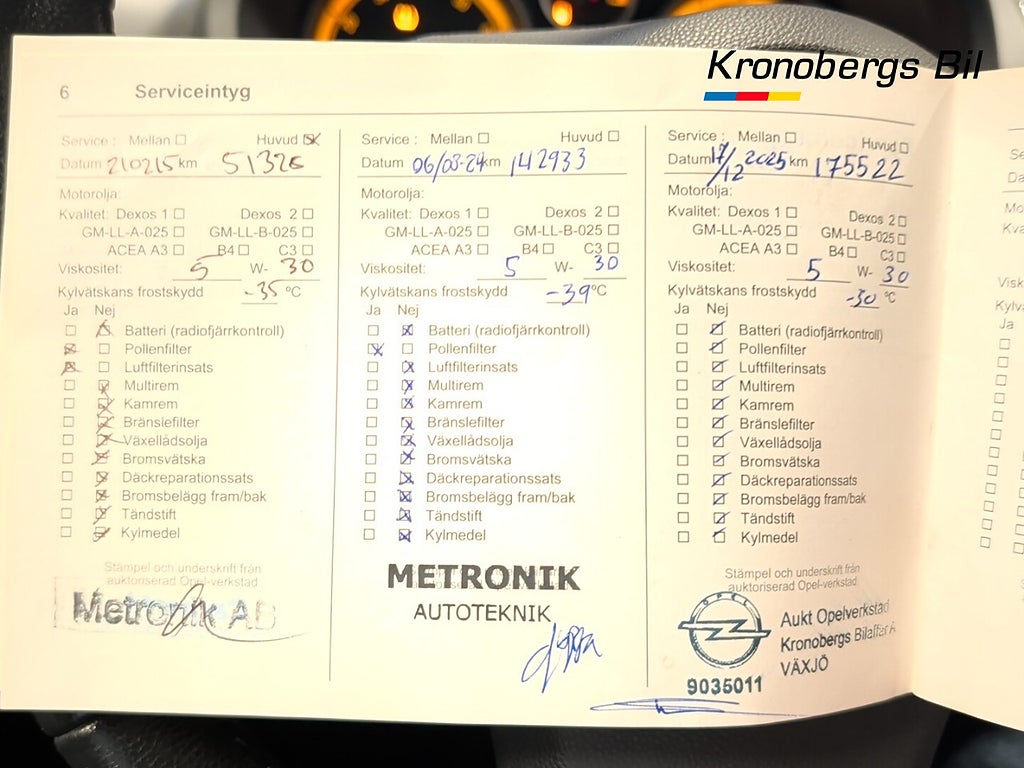 Kronobergs Bil
6 Serviceintyg
Service : Mellan Huvud
Datum 210215 km 51326
Motorolja:
Kvalitet: Dexos 1 Dexos 2
GM-LL-A-025 GM-LL-B-025
ACEA A3 B4 C3
Viskositet: 5 W- 30
Kylvätskans frostskydd -35 °C
Ja Nej
Batteri (radiofjärrkontroll)
Pollenfilter
Luftfilterinsats
Multirem
Kamrem
Bränslefilter
Växellådsolja
Bromsvätska
Däckreparationssats
Bromsbelägg fram/bak
Tändstift
Kylmedel
Stämpel och underskrift från
auktoriserad Opel-verkstad
Metronik AB
Service : Mellan Huvud
Datum 06/03-24 km 142933
Motorolja:
Kvalitet: Dexos 1 Dexos 2
GM-LL-A-025 GM-LL-B-025
ACEA A3 B4 C3
Viskositet: 5 W- 30
Kylvätskans frostskydd -39 °C
Ja Nej
Batteri (radiofjärrkontroll)
Pollenfilter
Luftfilterinsats
Multirem
Kamrem
Bränslefilter
Växellådsolja
Bromsvätska
Däckreparationssats
Bromsbelägg fram/bak
Tändstift
Kylmedel
METRONIK
AUTOTEKNIK
Service : Mellan Huvud
Datum 17/12 2025 km 175522
Motorolja:
Kvalitet: Dexos 1 Dexos 2
GM-LL-A-025 GM-LL-B-025
ACEA A3 B4 C3
Viskositet: 5 W- 30
Kylvätskans frostskydd -30 °C
Ja Nej
Batteri (radiofjärrkontroll)
Pollenfilter
Luftfilterinsats
Multirem
Kamrem
Bränslefilter
Växellådsolja
Bromsvätska
Däckreparationssats
Bromsbelägg fram/bak
Tändstift
Kylmedel
Stämpel och underskrift från
auktoriserad Opel-verkstad
OPEL
9035011
Aukt Opelverkstad
Kronobergs Bilaffär A
VÄXJÖ
Ja